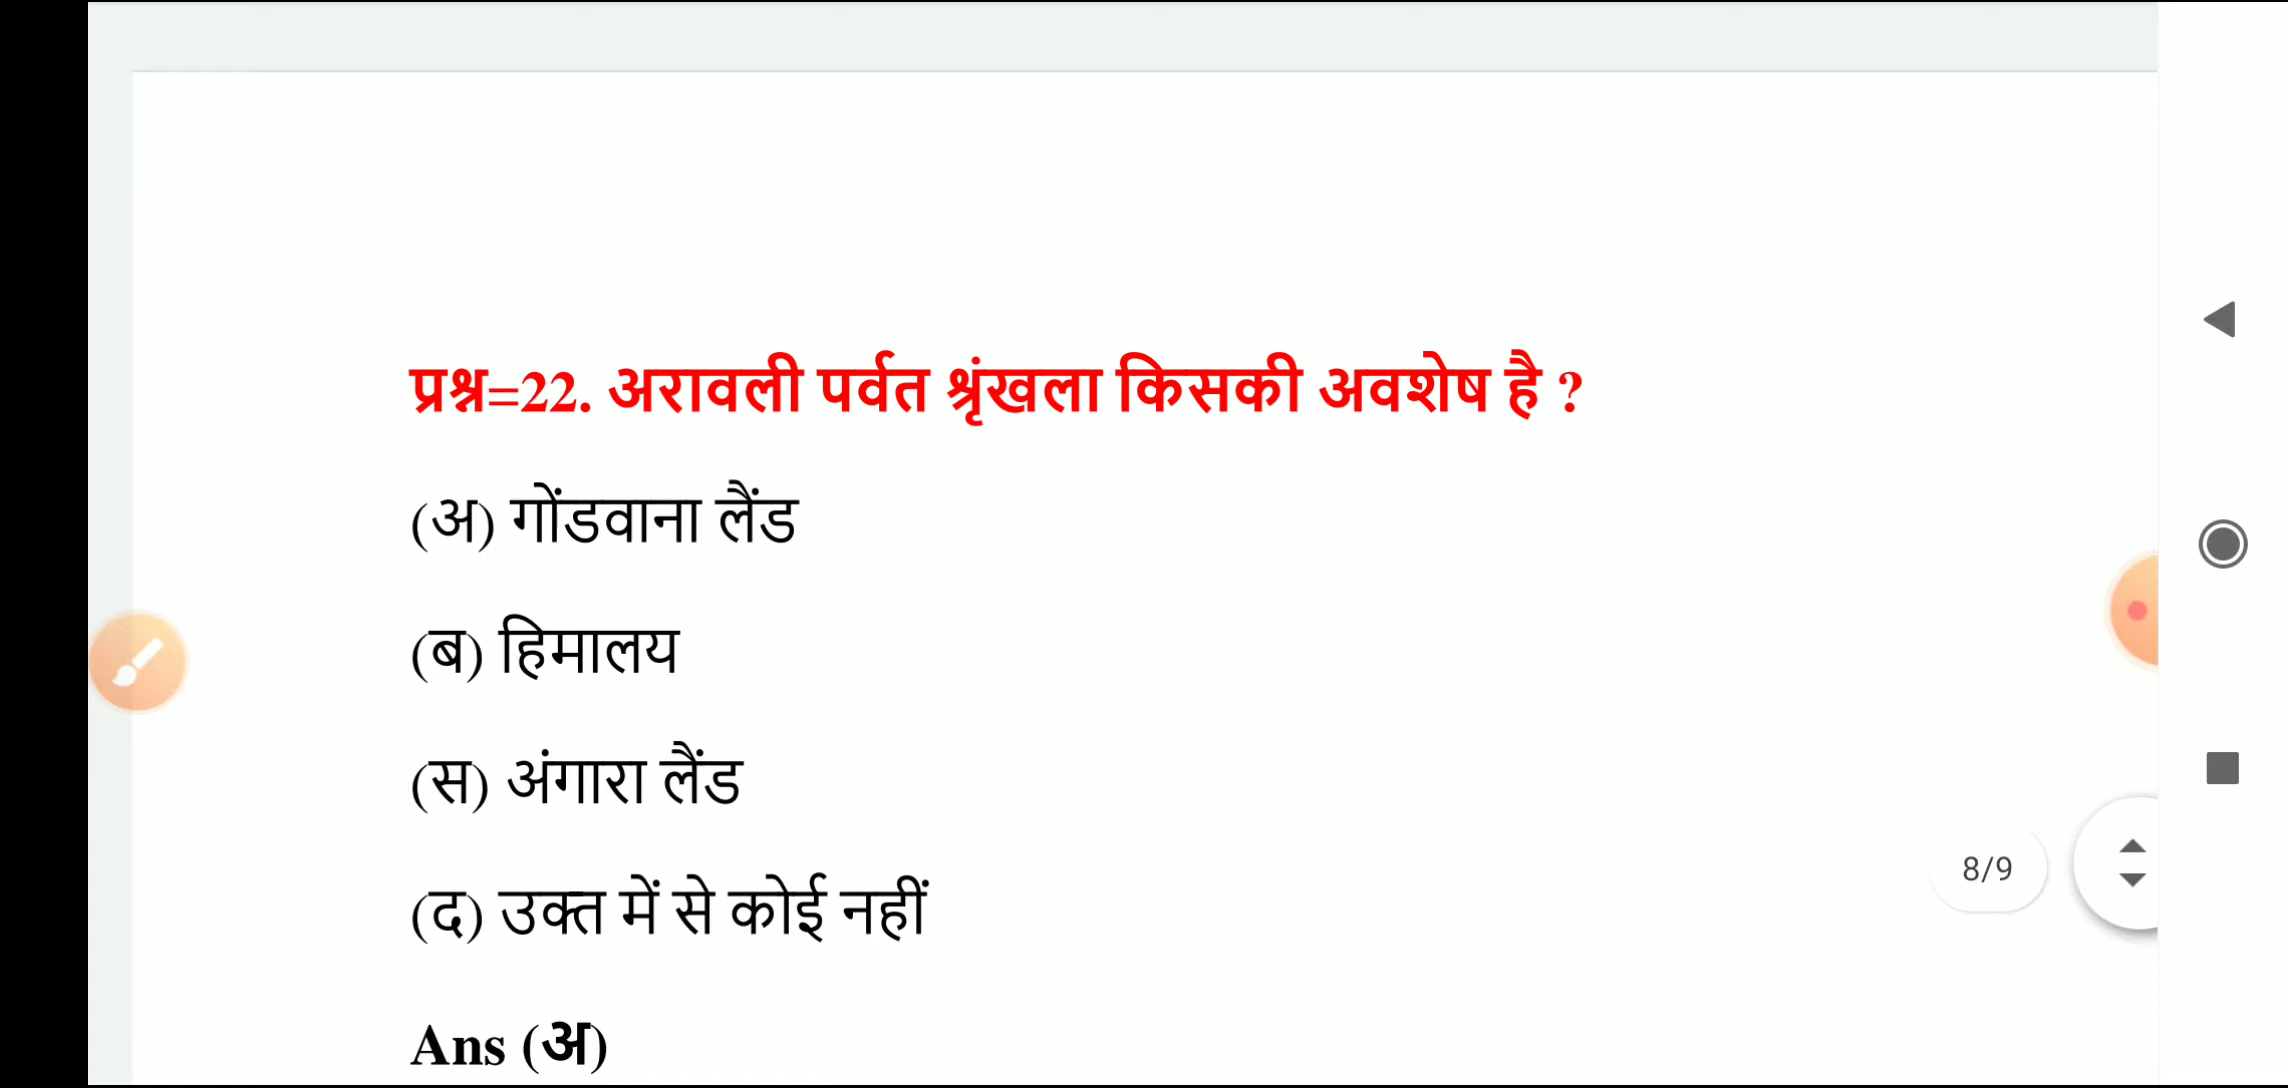 प्रश्न=22. अरावली पर्वत श्रृंखला किसकी अवशेष है ?
(अ) गोंडवाना लैंड
(ब) हिमालय
(स) अंगारा लैंड
(द) उक्त में से कोई नहीं
8/9
Ans (अ)